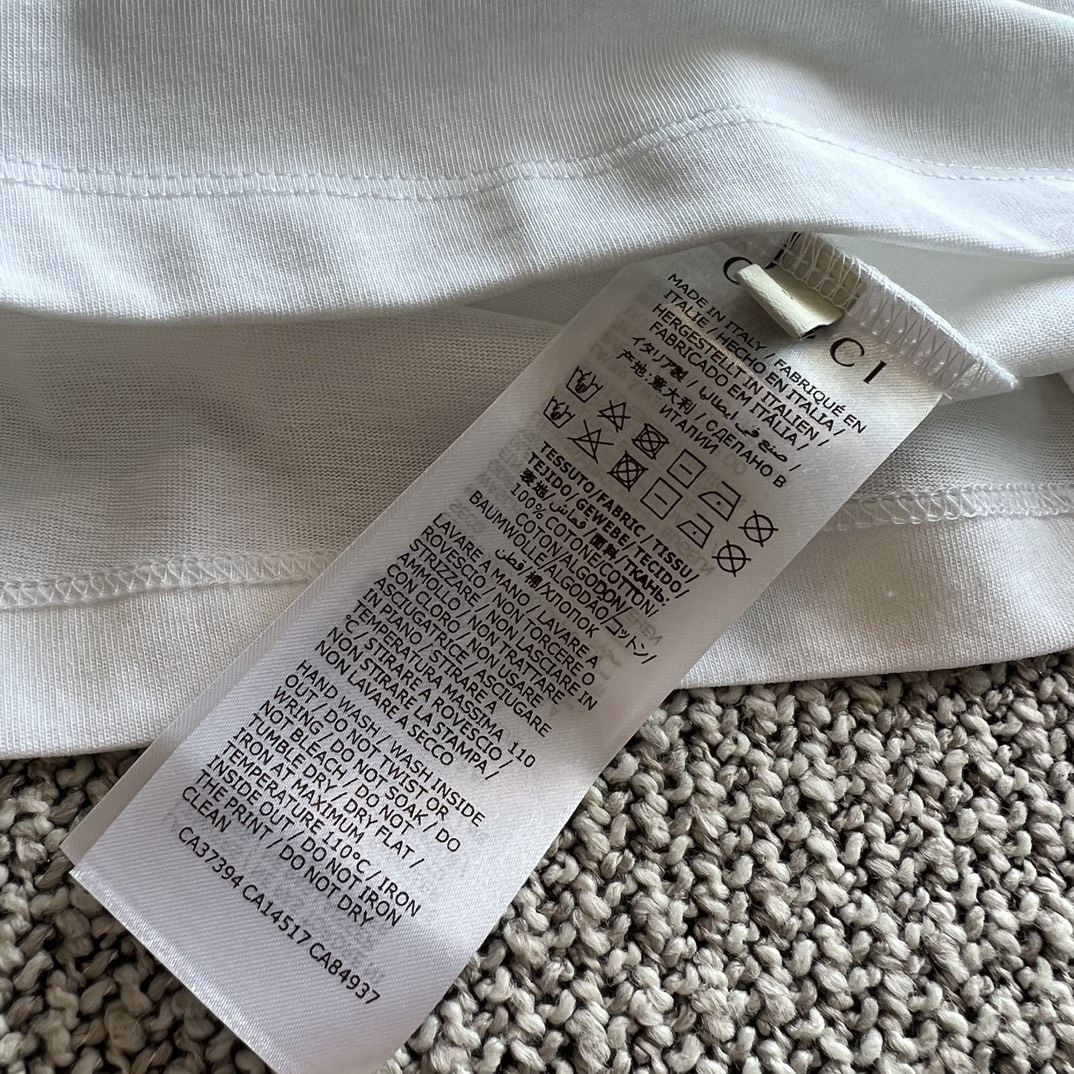 G CCI
MADE IN ITALY / FABRIQUÉ EN
ITALIE / HECHO EN ITALIA /
HERGESTELLT IN ITALIEN /
FABRICADO EM ITÁLIA /
イタリア製 / صنع في ايطاليا /
产地:意大利 / СДЕЛАНО В
ИТАЛИИ
TESSUTO/FABRIC/TISSU/
TEJIDO/GEWEBE/TECIDO/
表地/قماش/面料/ТКАНЬ:
100% COTONE/COTTON/
COTON/ALGODON/
BAUMWOLLE/ALGODÃO/コットン/
قطن/棉/ХЛОПОК
LAVARE A MANO / LAVARE A
ROVESCIO / NON TORCERE O
STRIZZARE / NON LASCIARE IN
AMMOLLO / NON TRATTARE
CON CLORO / NON USARE
ASCIUGATRICE / ASCIUGARE
IN PIANO / STIRARE A
TEMPERATURA MASSIMA 110
°C / STIRARE A ROVESCIO /
NON STIRARE LA STAMPA /
NON LAVARE A SECCO
HAND WASH / WASH INSIDE
OUT / DO NOT TWIST OR
WRING / DO NOT SOAK / DO
NOT BLEACH / DO NOT
TUMBLE DRY / DRY FLAT /
IRON AT MAXIMUM
TEMPERATURE 110°C / IRON
INSIDE OUT / DO NOT IRON
THE PRINT / DO NOT DRY
CLEAN
CA37394 CA14517 CA84937